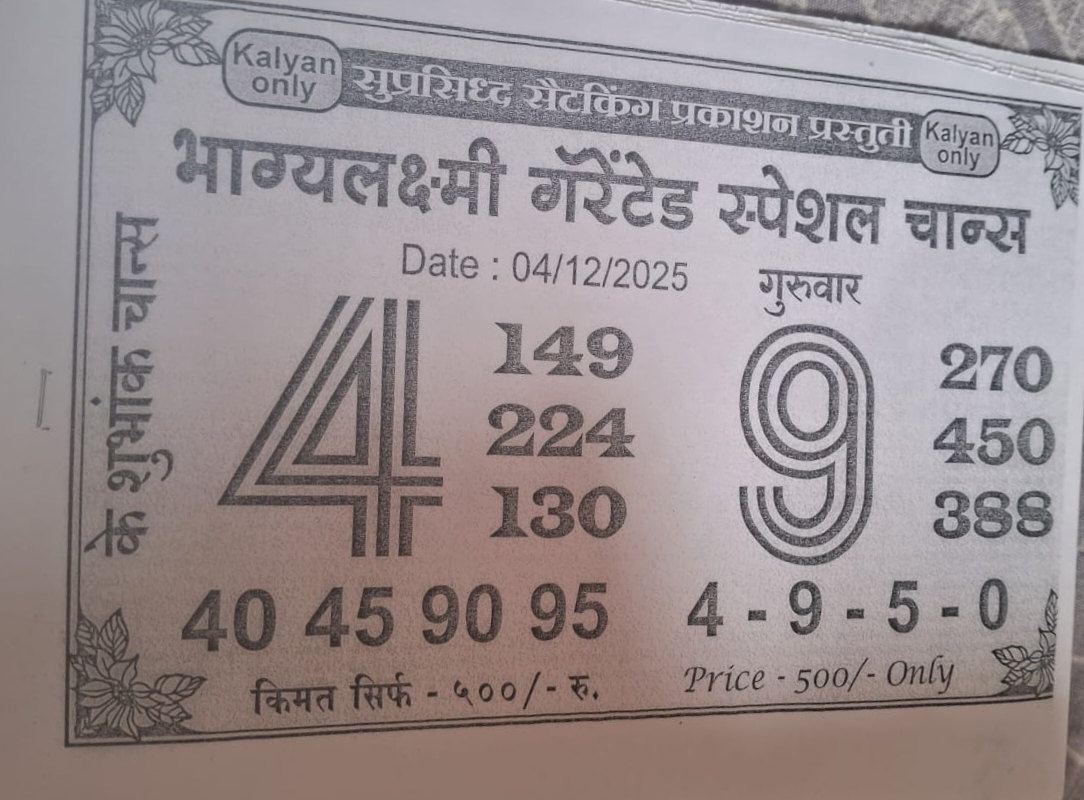 Kalyan only
सुप्रसिध्द सैटकिंग प्रकाशन प्रस्तुती
Kalyan only
भाग्यलक्ष्मी गॅरेंटेड स्पेशल चान्स
के शुभांक चान्स
Date : 04/12/2025 गुरुवार
4
149
224
130
9
270
450
388
40 45 90 95
4 - 9 - 5 - 0
किमत सिर्फ - ५००/- रु.
Price - 500/- Only